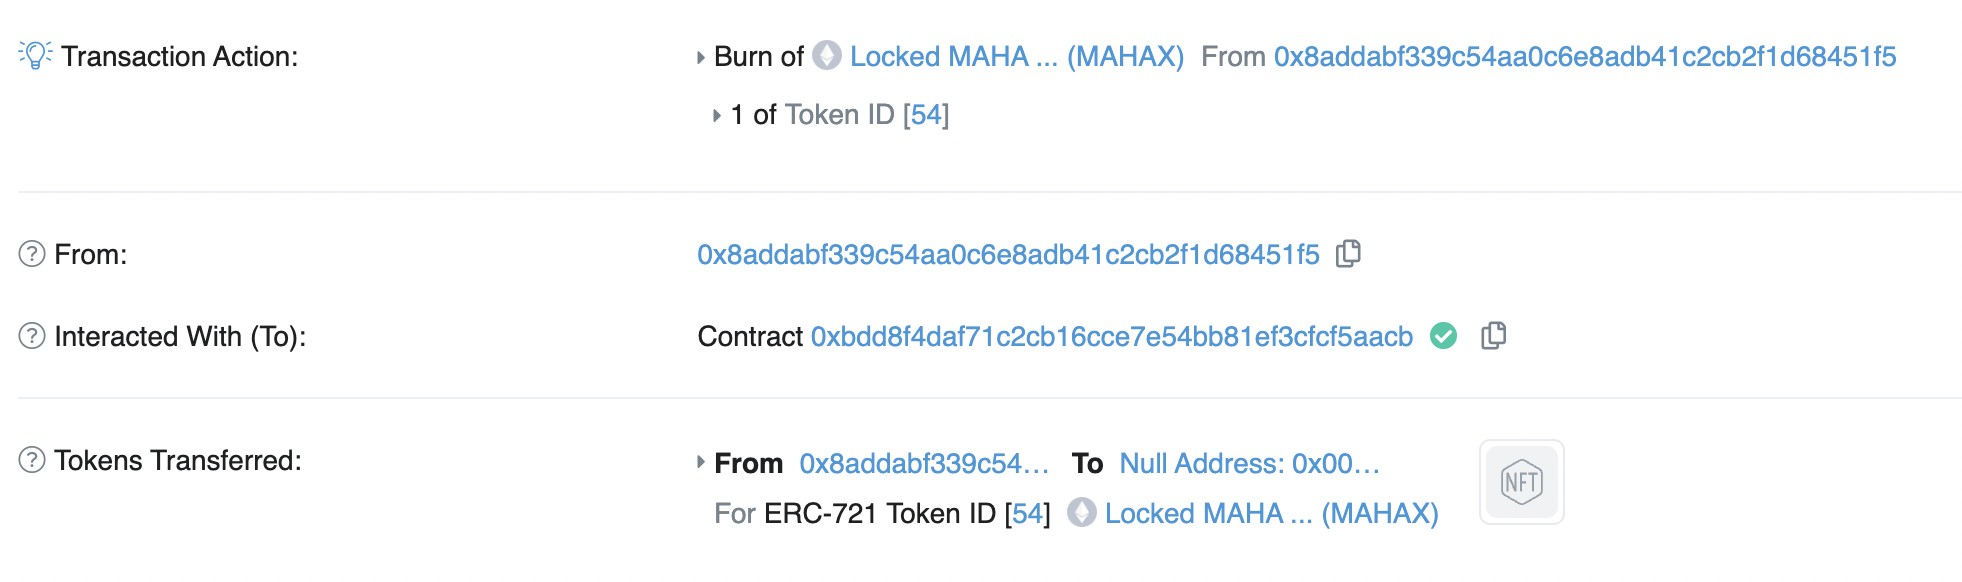 Transaction Action: Burn of Locked MAHA ... (MAHAX) From 0x8addabf339c54aa0c6e8adb41c2cb2f1d68451f5
1 of Token ID [54]
? From: 0x8addabf339c54aa0c6e8adb41c2cb2f1d68451f5
? Interacted With (To): Contract 0xbdd8f4daf71c2cb16cce7e54bb81ef3cfcf5aacb
? Tokens Transferred: From 0x8addabf339c54... To Null Address: 0x00...
For ERC-721 Token ID [54] Locked MAHA ... (MAHAX)
NFT